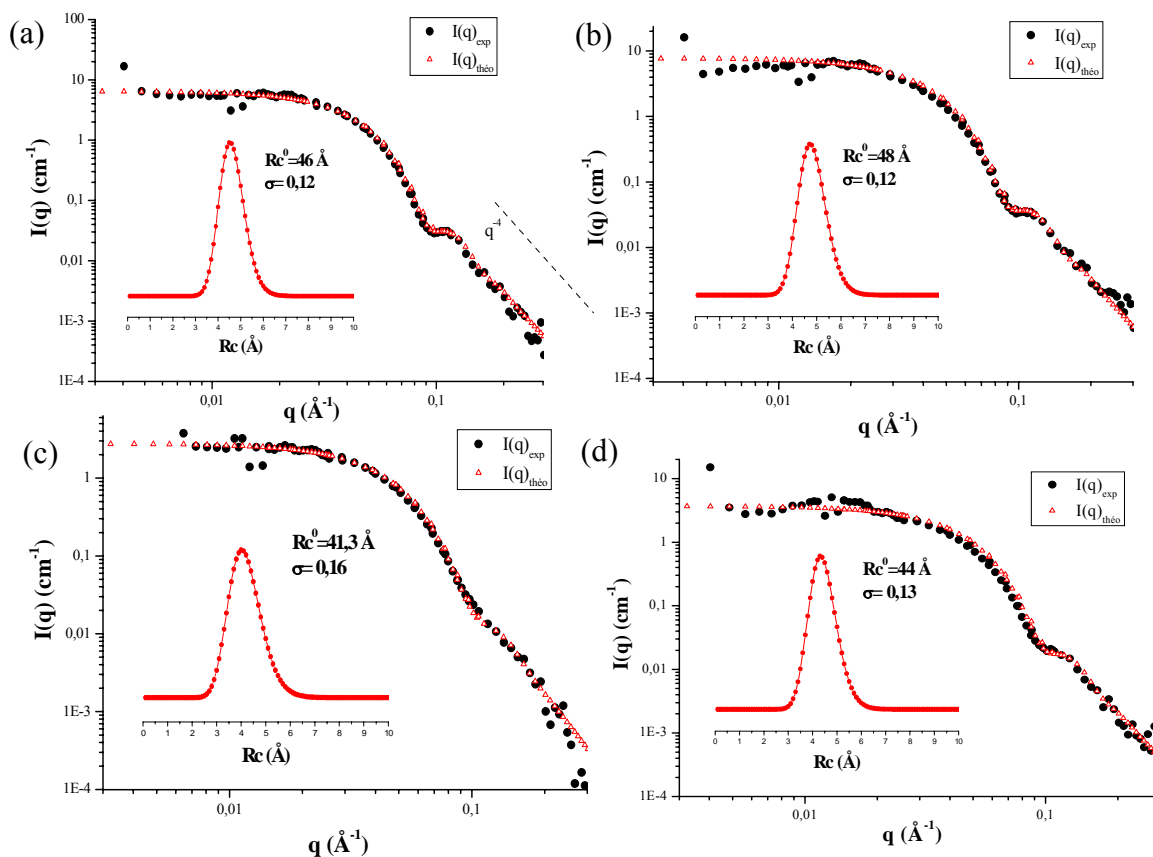 (a)
100
10
1
0,1
0,01
1E-3
1E-4
I(q) (cm⁻¹)
I(q)exp
I(q)théo
Rc⁰=46 Å
σ= 0,12
q⁻⁴
0 1 2 3 4 5 6 7 8 9 10
Rc (Å)
0,01 0,1
q (Å⁻¹)
(b)
10
1
0,1
0,01
1E-3
1E-4
I(q) (cm⁻¹)
I(q)exp
I(q)théo
Rc⁰=48 Å
σ= 0,12
0 1 2 3 4 5 6 7 8 9 10
Rc (Å)
0,01 0,1
q (Å⁻¹)
(c)
1
0,1
0,01
1E-3
1E-4
I(q) (cm⁻¹)
I(q)exp
I(q)théo
Rc⁰=41,3 Å
σ= 0,16
0 1 2 3 4 5 6 7 8 9 10
Rc (Å)
0,01 0,1
q (Å⁻¹)
(d)
10
1
0,1
0,01
1E-3
1E-4
I(q) (cm⁻¹)
I(q)exp
I(q)théo
Rc⁰=44 Å
σ= 0,13
0 1 2 3 4 5 6 7 8 9 10
Rc (Å)
0,01 0,1
q (Å⁻¹)